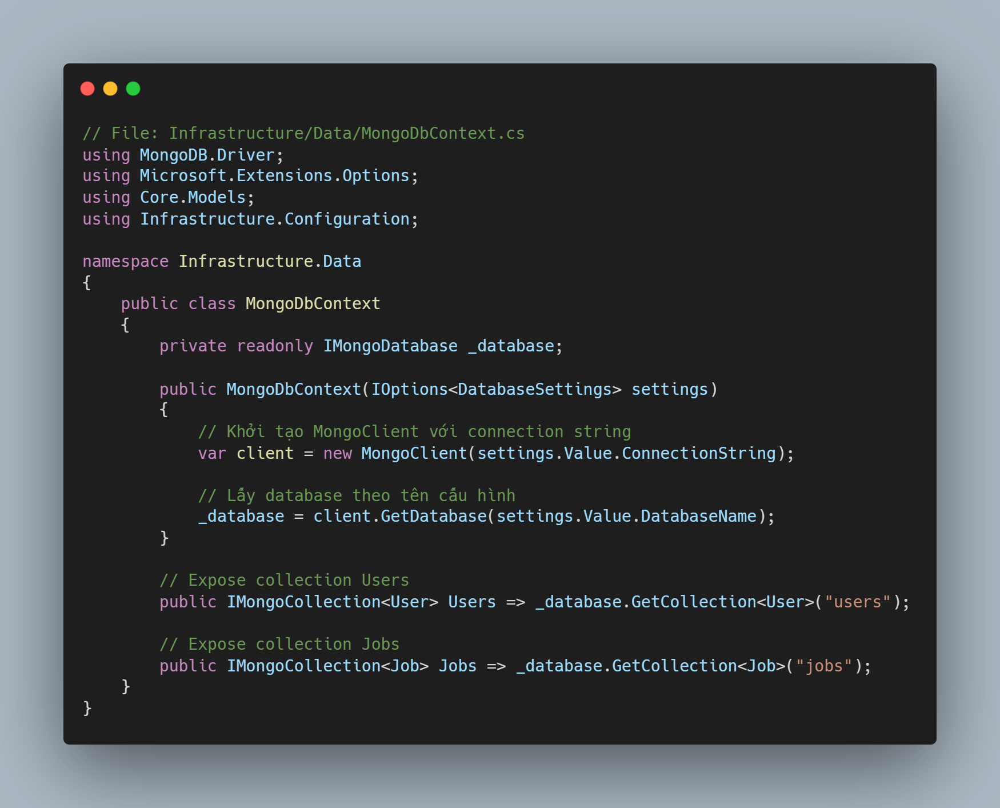 // File: Infrastructure/Data/MongoDbContext.cs
using MongoDB.Driver;
using Microsoft.Extensions.Options;
using Core.Models;
using Infrastructure.Configuration;

namespace Infrastructure.Data
{
    public class MongoDbContext
    {
        private readonly IMongoDatabase _database;

        public MongoDbContext(IOptions<DatabaseSettings> settings)
        {
            // Khởi tạo MongoClient với connection string
            var client = new MongoClient(settings.Value.ConnectionString);

            // Lấy database theo tên cấu hình
            _database = client.GetDatabase(settings.Value.DatabaseName);
        }

        // Expose collection Users
        public IMongoCollection<User> Users => _database.GetCollection<User>("users");

        // Expose collection Jobs
        public IMongoCollection<Job> Jobs => _database.GetCollection<Job>("jobs");
    }
}